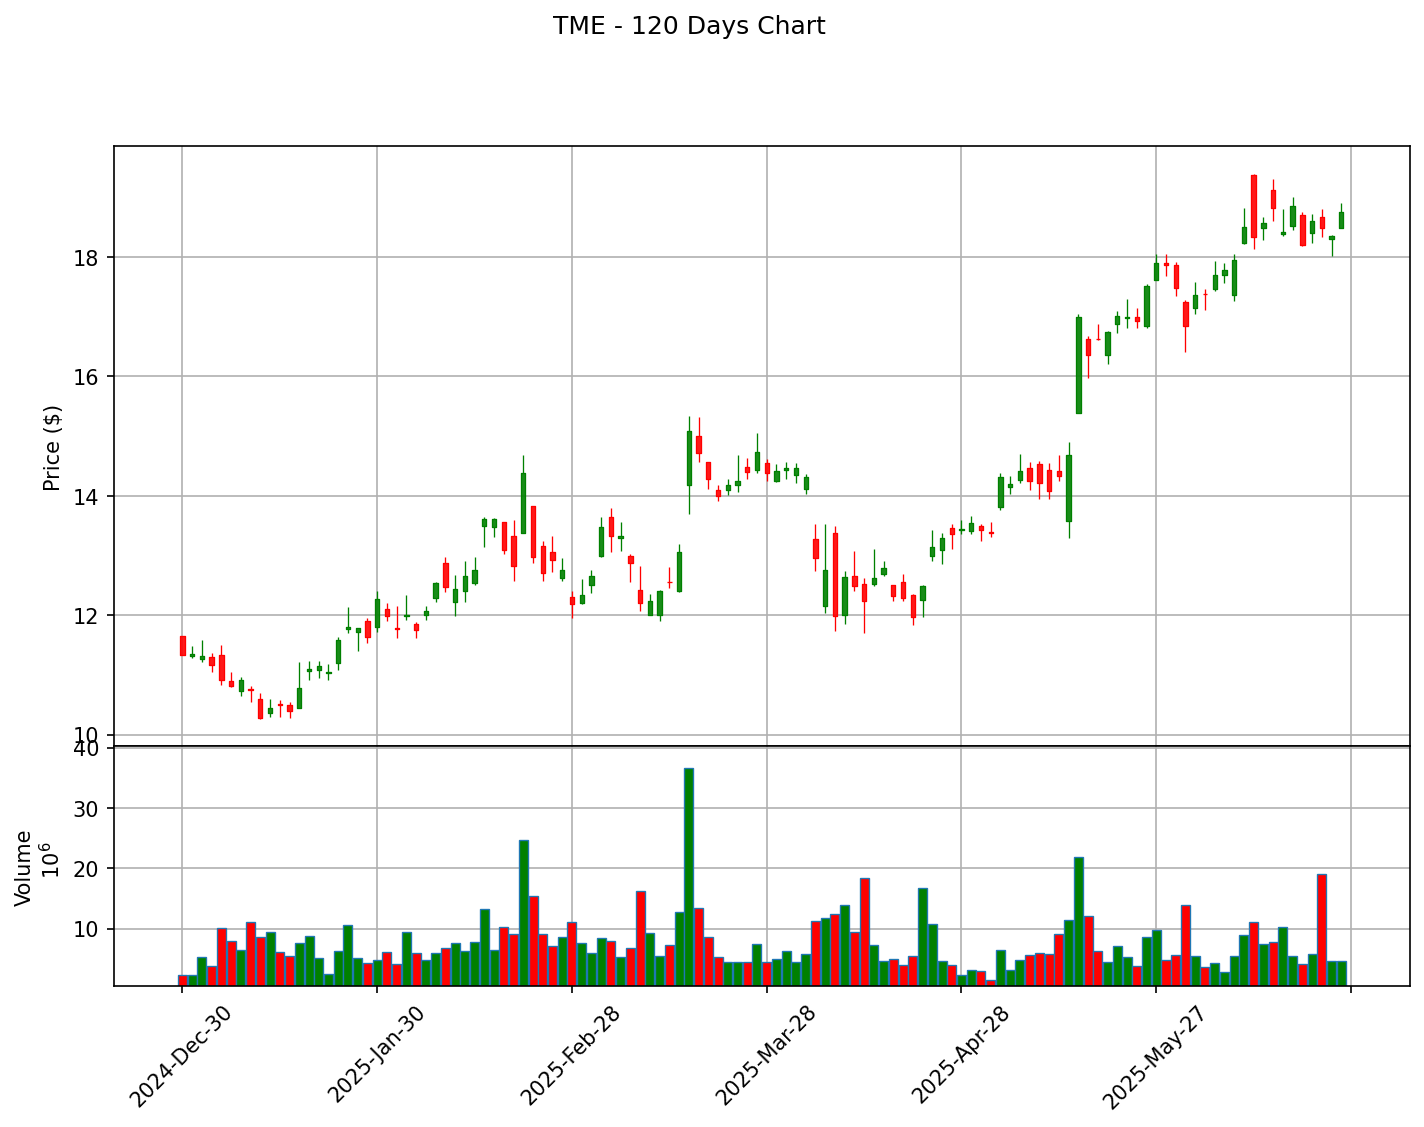 TME - 120 Days Chart
Price ($)
18
16
14
12
10
Volume
10^6
40
30
20
10
2024-Dec-30
2025-Jan-30
2025-Feb-28
2025-Mar-28
2025-Apr-28
2025-May-27